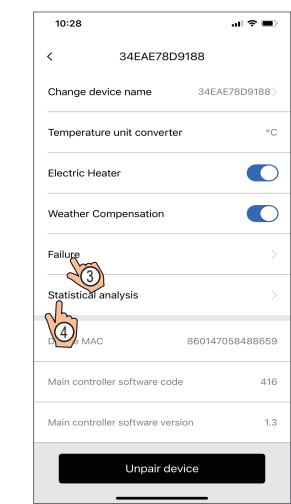 10:28
< 34EAE78D9188
Change device name 34EAE78D9188 >
Temperature unit converter °C
Electric Heater
Weather Compensation
Failure >
3
Statistical analysis >
4
MAC 860147058488659
Main controller software code 416
Main controller software version 1.3
Unpair device